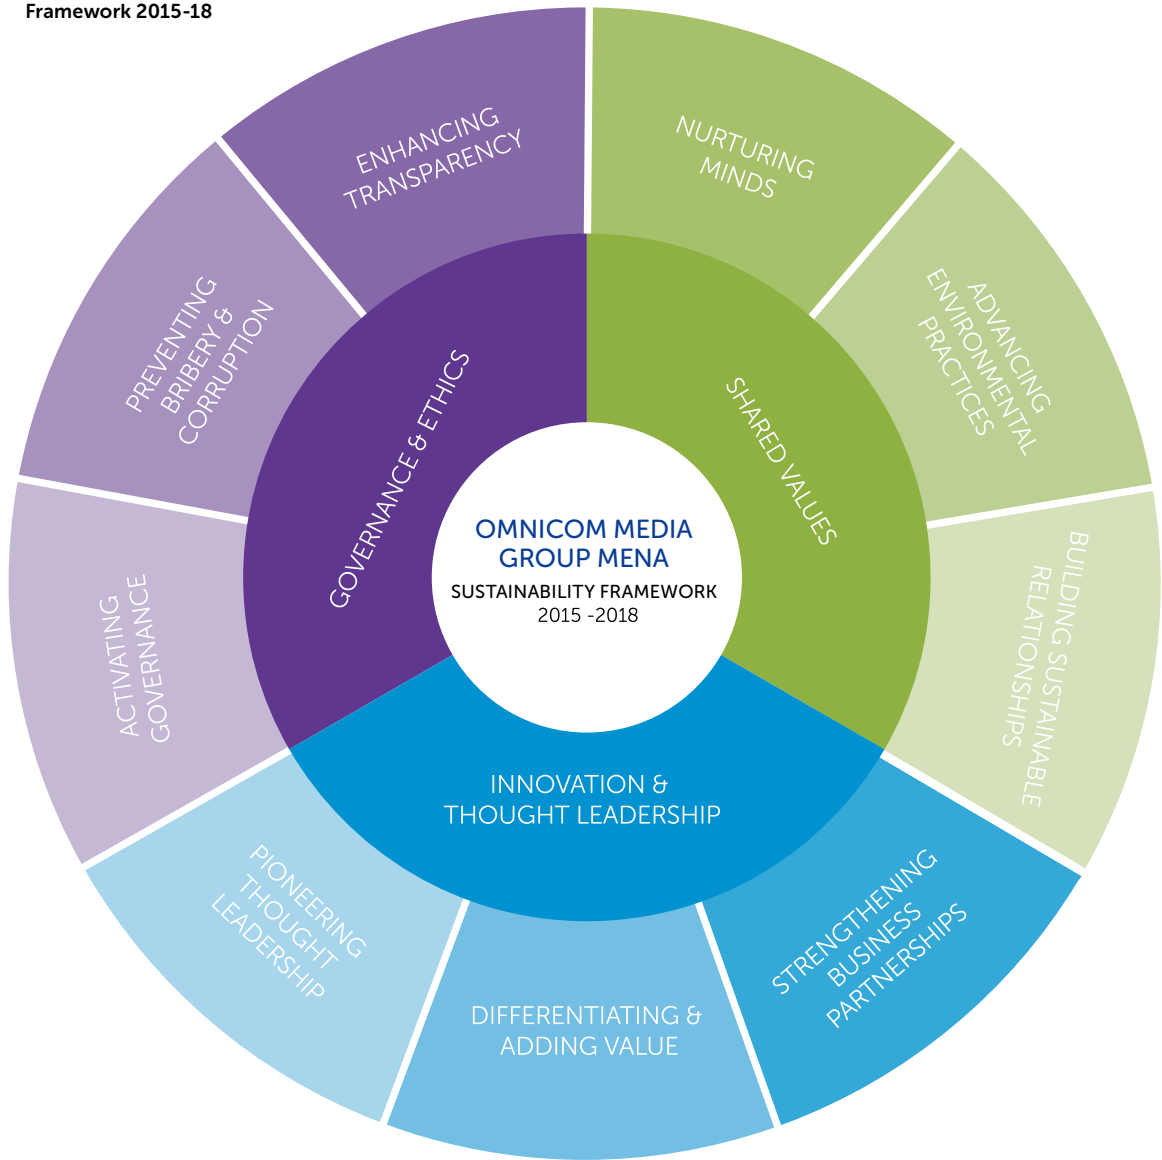 Framework 2015-18
ENHANCING
TRANSPARENCY
NURTURING
MINDS
PREVENTING
BRIBERY &
CORRUPTION
ADVANCING
ENVIRONMENTAL
PRACTICES
GOVERNANCE & ETHICS
SHARED VALUES
OMNICOM MEDIA
GROUP MENA
SUSTAINABILITY FRAMEWORK
2015 -2018
ACTIVATING
GOVERNANCE
BUILDING SUSTAINABLE
RELATIONSHIPS
INNOVATION &
THOUGHT LEADERSHIP
PIONEERING
THOUGHT
LEADERSHIP
STRENGTHENING
BUSINESS
PARTNERSHIPS
DIFFERENTIATING &
ADDING VALUE